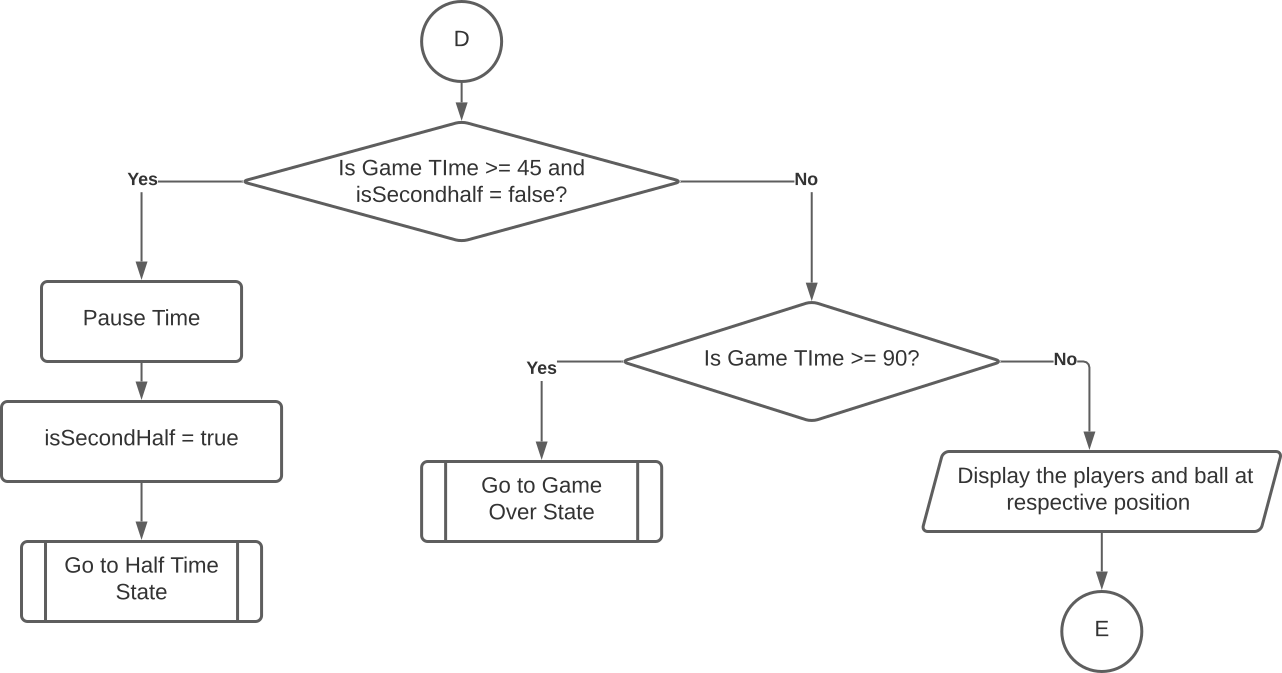 D
Is Game TIme >= 45 and
isSecondhalf = false?
Yes
No
Pause Time
Is Game TIme >= 90?
Yes
No
isSecondHalf = true
Go to Game
Over State
Display the players and ball at
respective position
Go to Half Time
State
E